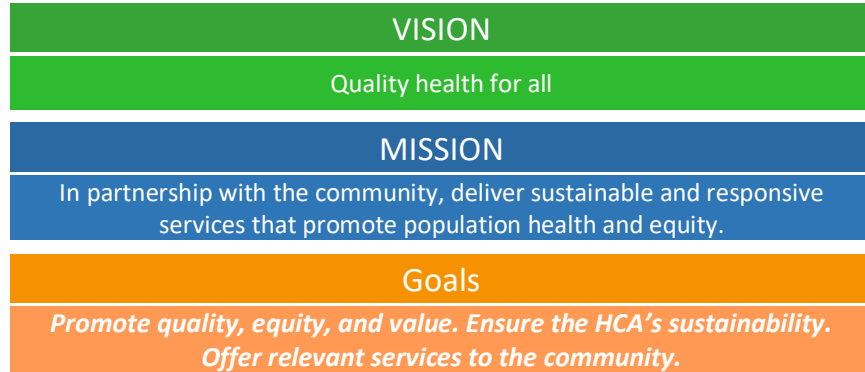 VISION
Quality health for all
MISSION
In partnership with the community, deliver sustainable and responsive
services that promote population health and equity.
Goals
Promote quality, equity, and value. Ensure the HCA’s sustainability.
Offer relevant services to the community.